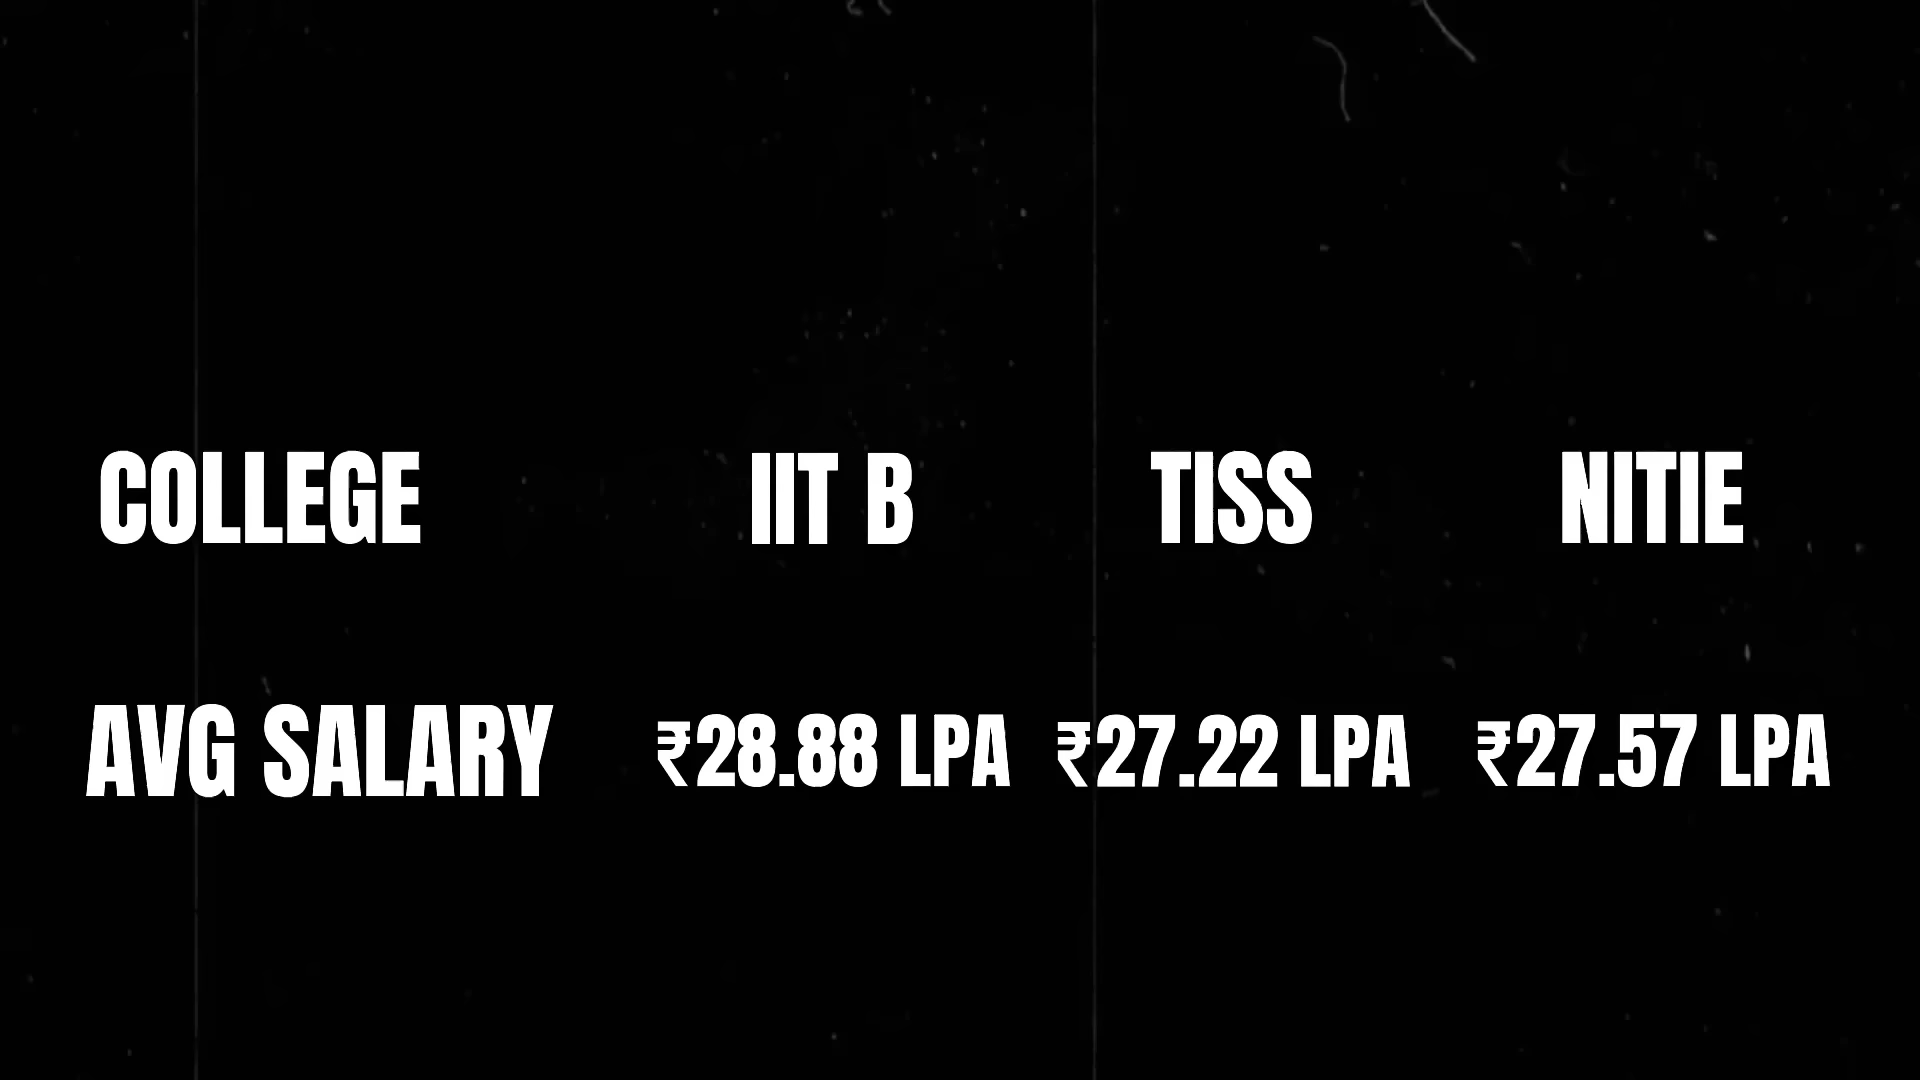 COLLEGE IIT B TISS NITIE
AVG SALARY ₹28.88 LPA ₹27.22 LPA ₹27.57 LPA